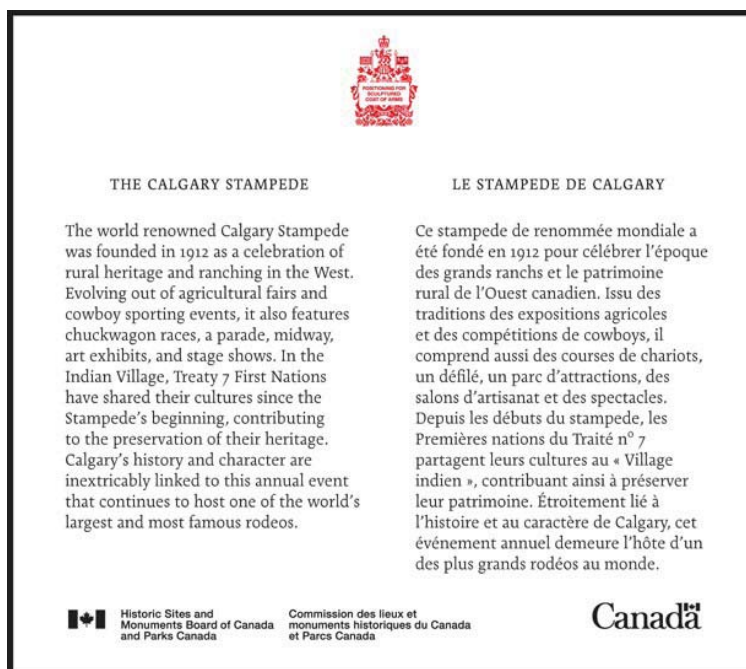 POSITIONING FOR
SCULPTURED
COAT OF ARMS
THE CALGARY STAMPEDE
The world renowned Calgary Stampede
was founded in 1912 as a celebration of
rural heritage and ranching in the West.
Evolving out of agricultural fairs and
cowboy sporting events, it also features
chuckwagon races, a parade, midway,
art exhibits, and stage shows. In the
Indian Village, Treaty 7 First Nations
have shared their cultures since the
Stampede’s beginning, contributing
to the preservation of their heritage.
Calgary’s history and character are
inextricably linked to this annual event
that continues to host one of the world’s
largest and most famous rodeos.
LE STAMPEDE DE CALGARY
Ce stampede de renommée mondiale a
été fondé en 1912 pour célébrer l’époque
des grands ranchs et le patrimoine
rural de l’Ouest canadien. Issu des
traditions des expositions agricoles
et des compétitions de cowboys, il
comprend aussi des courses de chariots,
un défilé, un parc d’attractions, des
salons d’artisanat et des spectacles.
Depuis les débuts du stampede, les
Premières nations du Traité nº 7
partagent leurs cultures au « Village
indien », contribuant ainsi à préserver
leur patrimoine. Étroitement lié à
l’histoire et au caractère de Calgary, cet
événement annuel demeure l’hôte d’un
des plus grands rodéos au monde.
Historic Sites and
Monuments Board of Canada
and Parks Canada
Commission des lieux et
monuments historiques du Canada
et Parcs Canada
Canada